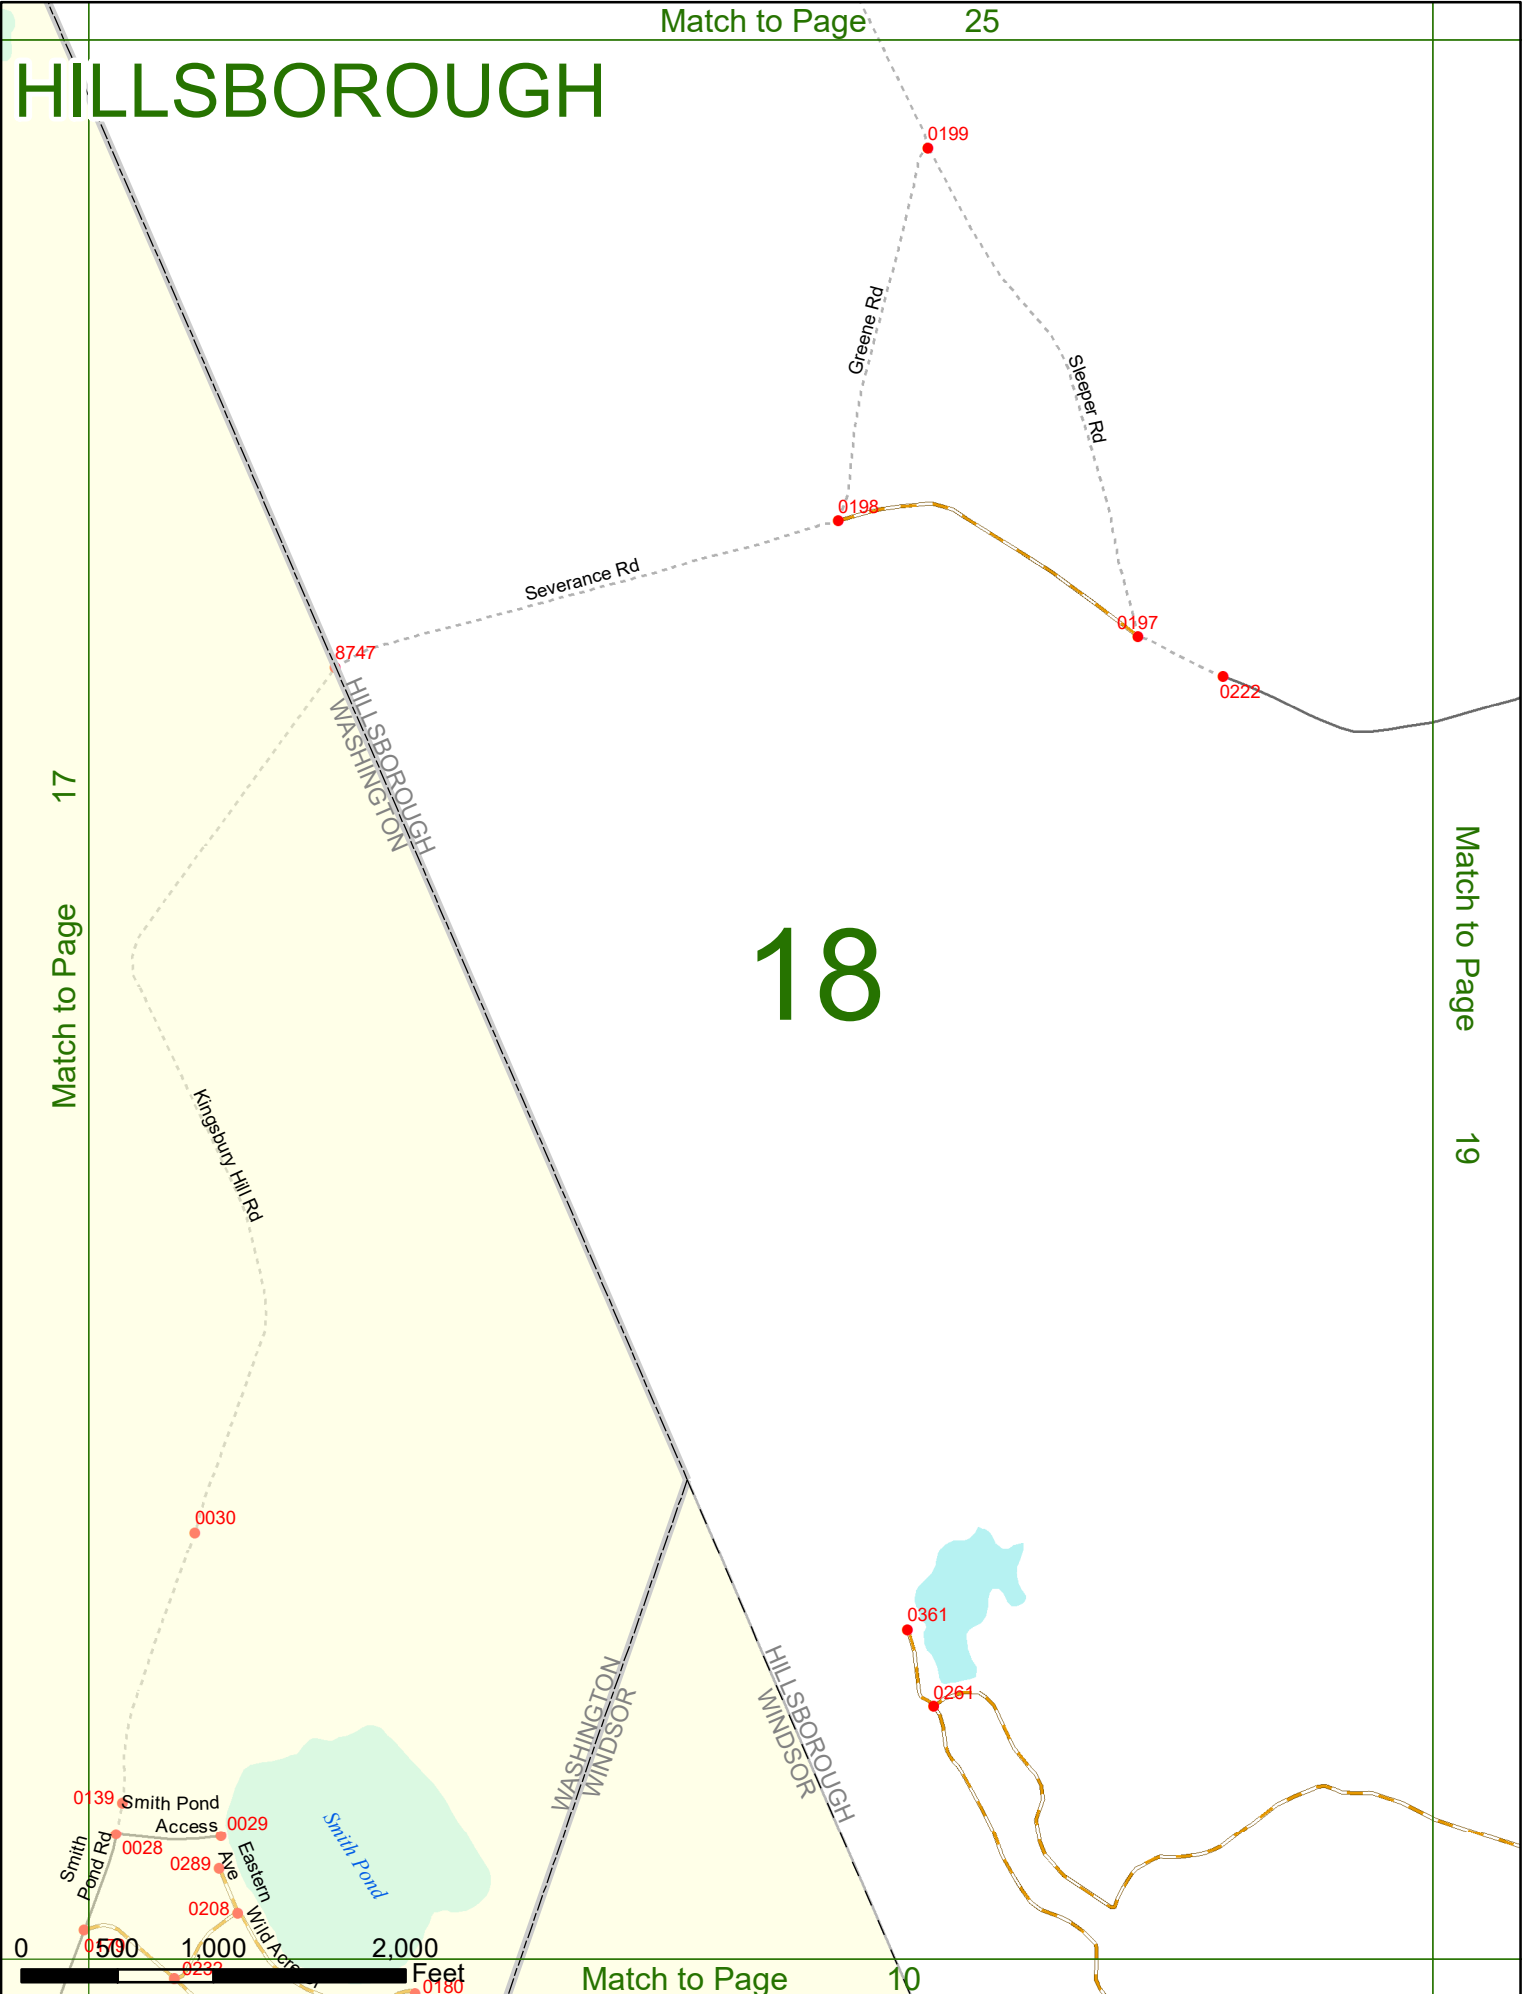 Match to Page 25
HILLSBOROUGH
0199
Greene Rd
Sleeper Rd
0198
Severance Rd
0197
8747
0222
HILLSBOROUGH
WASHINGTON
Match to Page 17
Match to Page 19
18
Kingsbury Hill Rd
0030
0361
0261
WASHINGTON
WINDSOR
HILLSBOROUGH
WINDSOR
0139
Smith Pond
Access
0029
0028
Smith
Pond Rd
0289
Eastern
Ave
Smith Pond
0208
0179
0 500 1,000 2,000
Feet
0232
0180
Match to Page 10